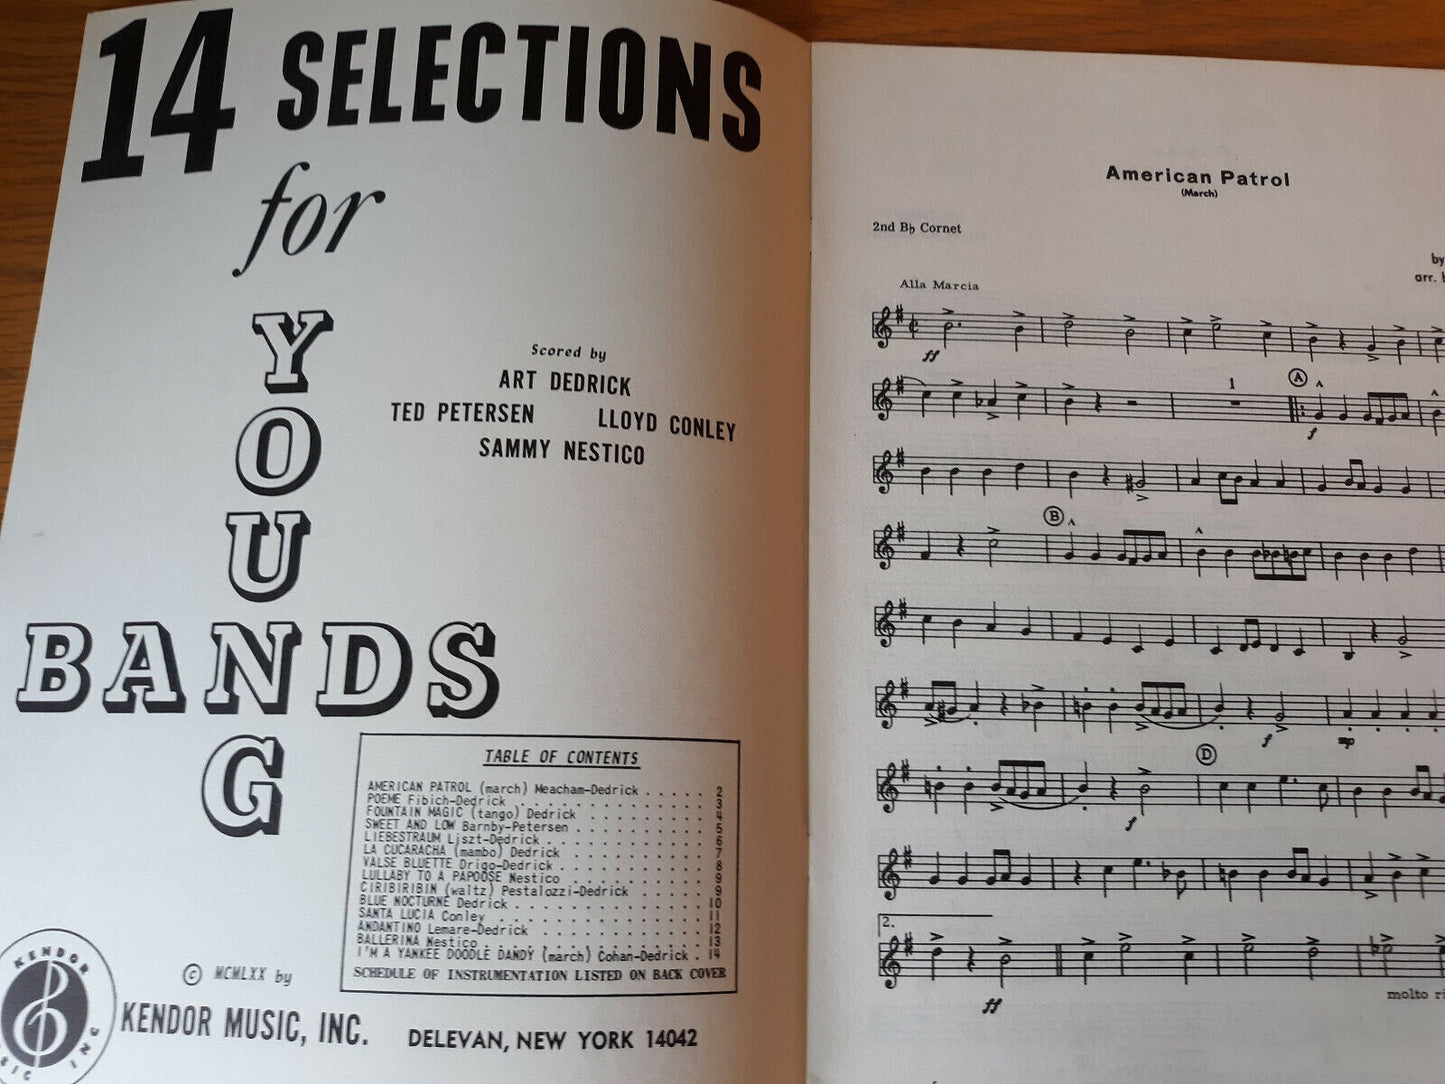 14 SELECTIONS
for
YOUNG
BANDS
Scored by
ART DEDRICK
TED PETERSEN LLOYD CONLEY
SAMMY NESTICO
TABLE OF CONTENTS
AMERICAN PATROL (march) Meacham-Dedrick . . . . . 2
POEME Fibich-Dedrick . . . . . . . . . . . . . . 3
FOUNTAIN MAGIC (tango) Dedrick . . . . . . . . . 4
SWEET AND LOW Barnby-Petersen . . . . . . . . . 5
LIEBESTRAUM Liszt-Dedrick . . . . . . . . . . . 6
LA CUCARACHA (mambo) Dedrick . . . . . . . . . . 7
VALSE BLUETTE Drigo-Dedrick . . . . . . . . . . 8
LULLABY TO A PAPOOSE Nestico . . . . . . . . . . 9
CIRIBIRIBIN (waltz) Pestalozzi-Dedrick . . . . . 9
BLUE NOCTURNE Dedrick . . . . . . . . . . . . . 10
SANTA LUCIA Conley . . . . . . . . . . . . . . 11
ANDANTINO Lemare-Dedrick . . . . . . . . . . . 12
BALLERINA Nestico . . . . . . . . . . . . . . . 13
I'M A YANKEE DOODLE DANDY (march) Cohan-Dedrick . 14
SCHEDULE OF INSTRUMENTATION LISTED ON BACK COVER
© MCMLXX by
KENDOR MUSIC, INC. DELEVAN, NEW YORK 14042
KENDOR
INC
American Patrol
(March)
2nd B♭ Cornet
by
arr. b
Alla Marcia
ff
1
A
f
B
f
mp
D
f
2.
ff
molto ri